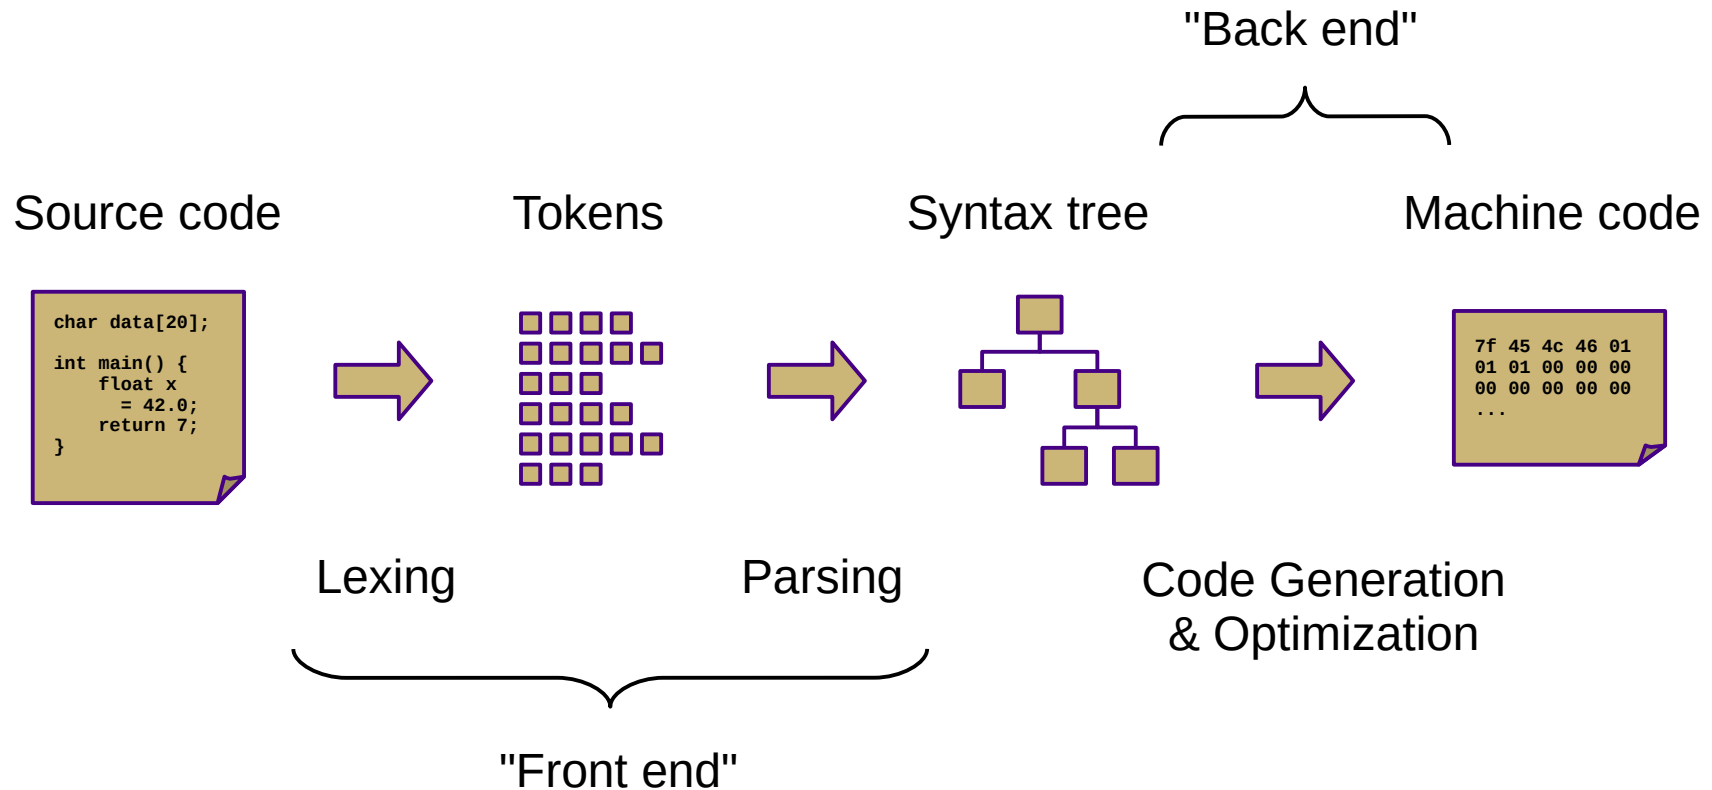 "Back end"
Source code
Tokens
Syntax tree
Machine code
char data[20];
int main() {
    float x
      = 42.0;
    return 7;
}
7f 45 4c 46 01
01 01 00 00 00
00 00 00 00 00
...
Lexing
Parsing
Code Generation
& Optimization
"Front end"